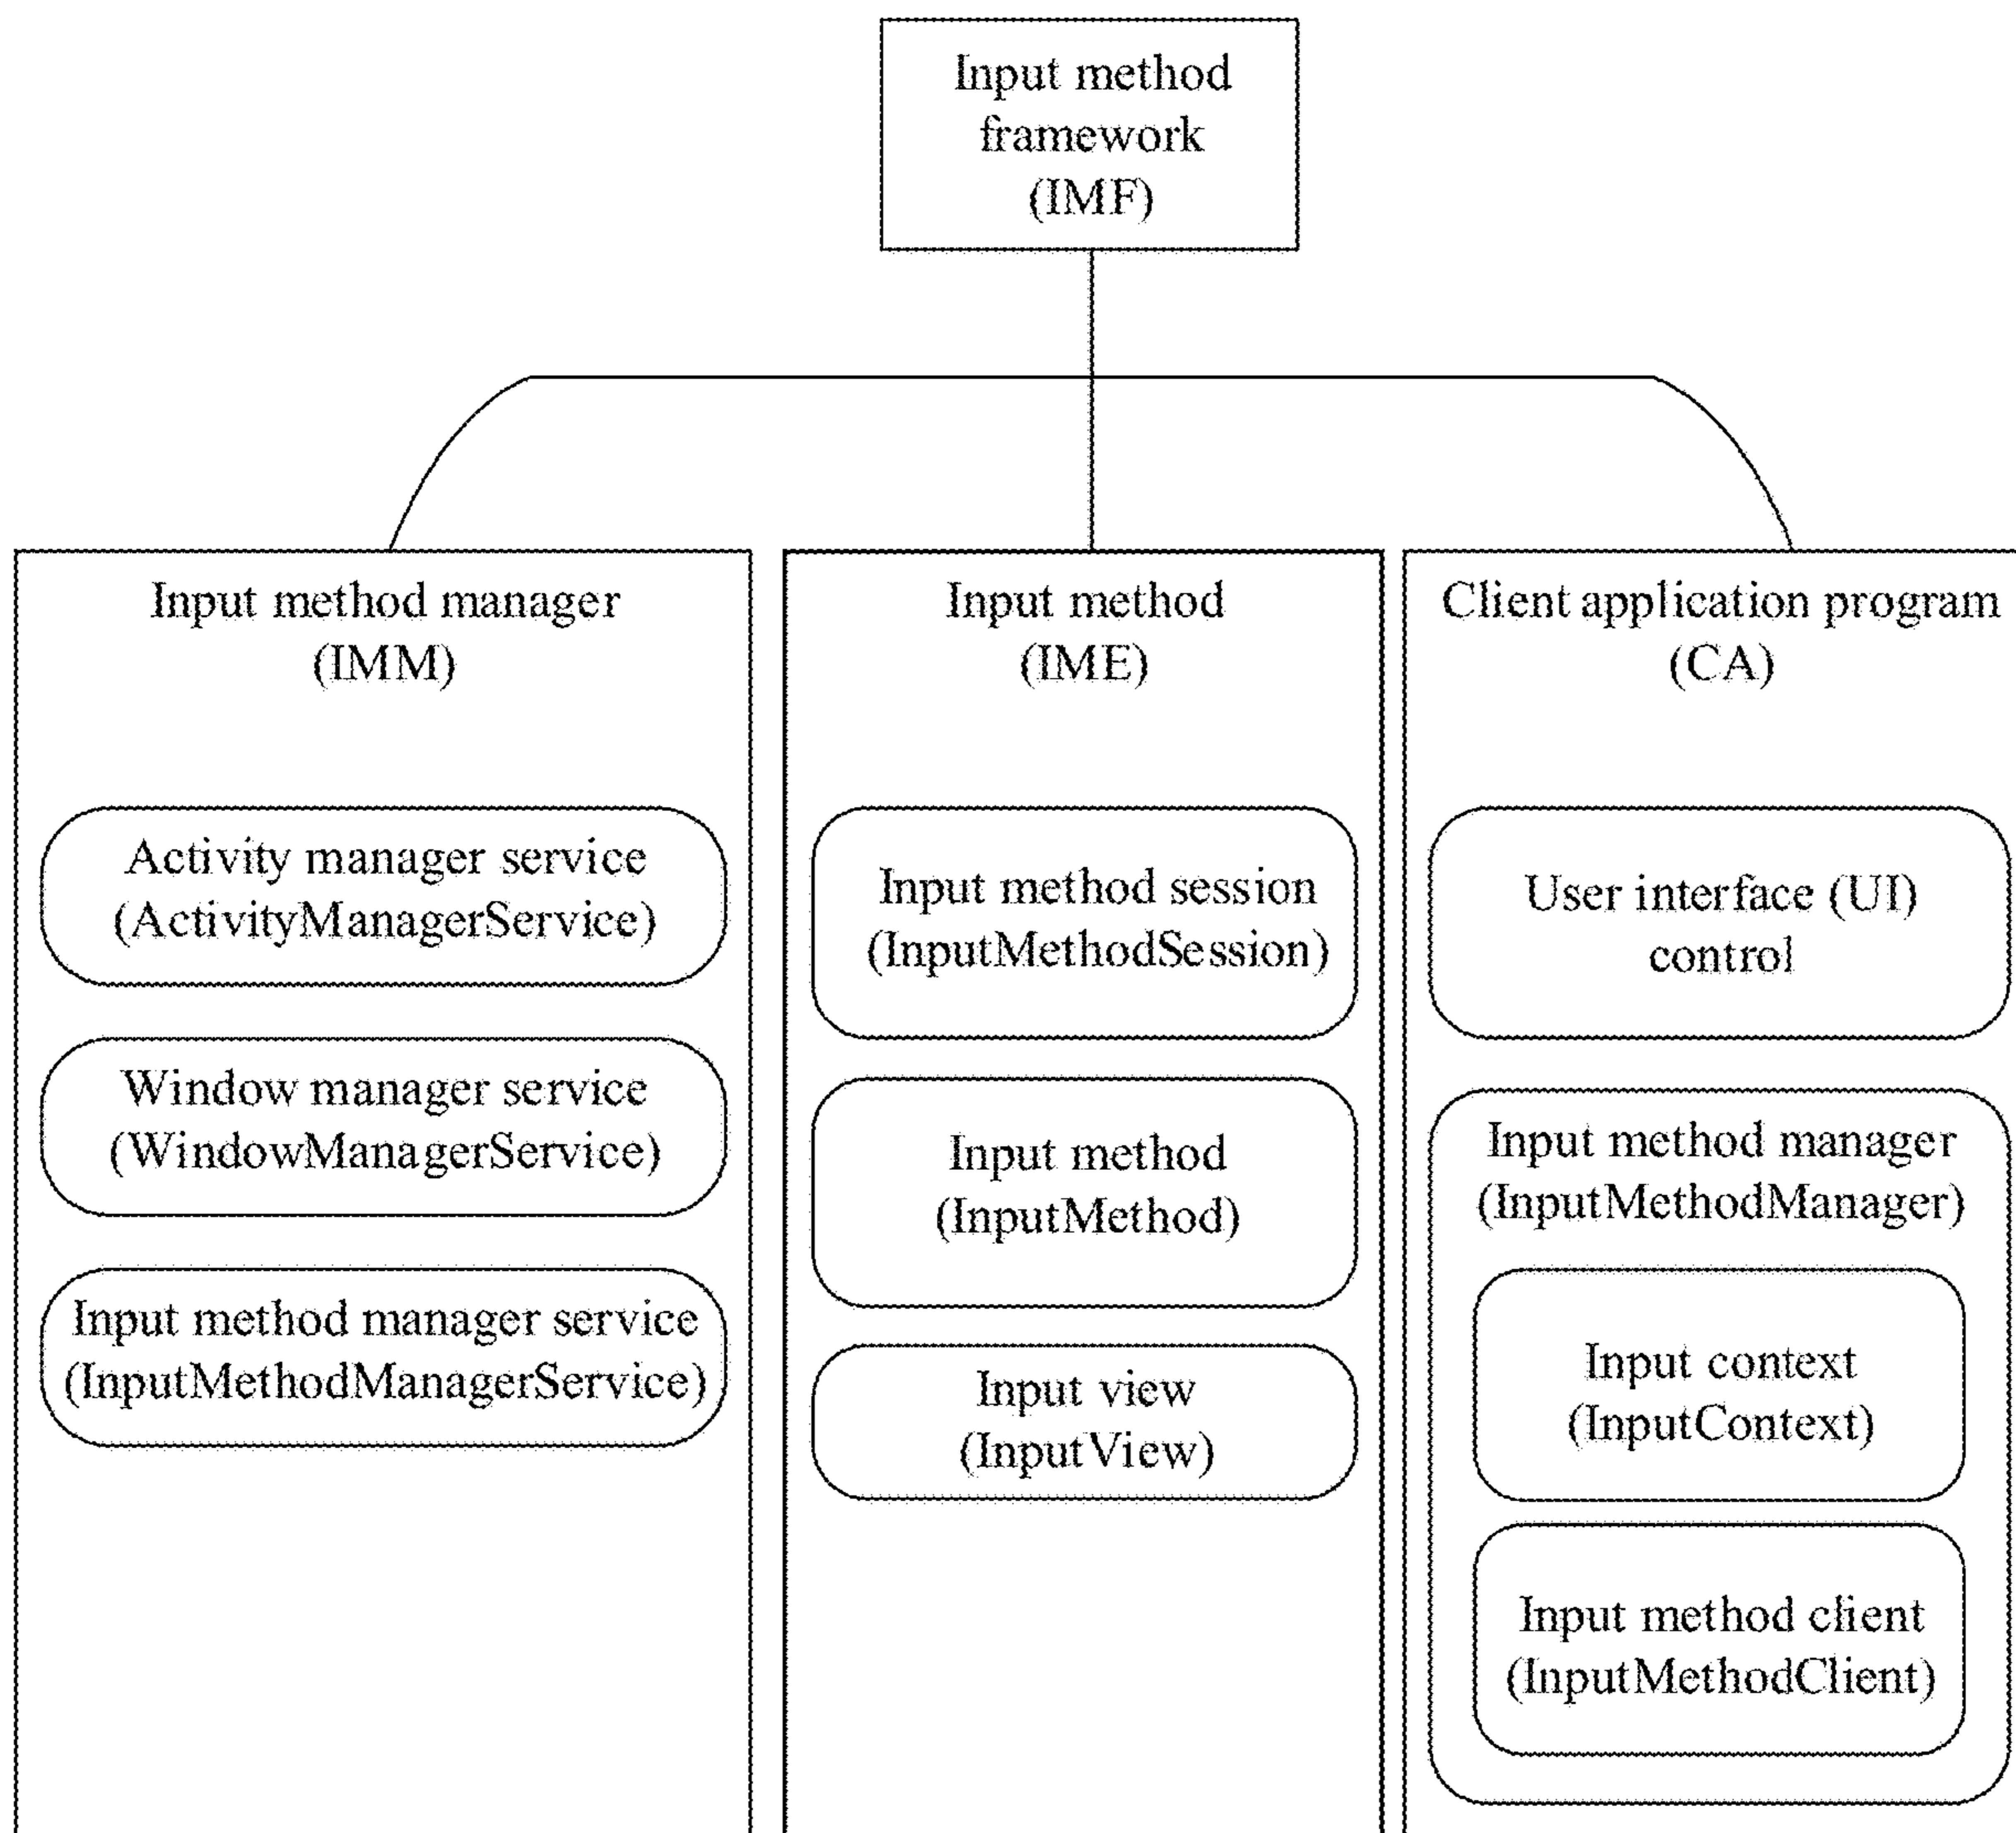 Input method
framework
(IMF)
Input method manager
(IMM)
Activity manager service
(ActivityManagerService)
Window manager service
(WindowManagerService)
Input method manager service
(InputMethodManagerService)
Input method
(IME)
Input method session
(InputMethodSession)
Input method
(InputMethod)
Input view
(InputView)
Client application program
(CA)
User interface (UI)
control
Input method manager
(InputMethodManager)
Input context
(InputContext)
Input method client
(InputMethodClient)